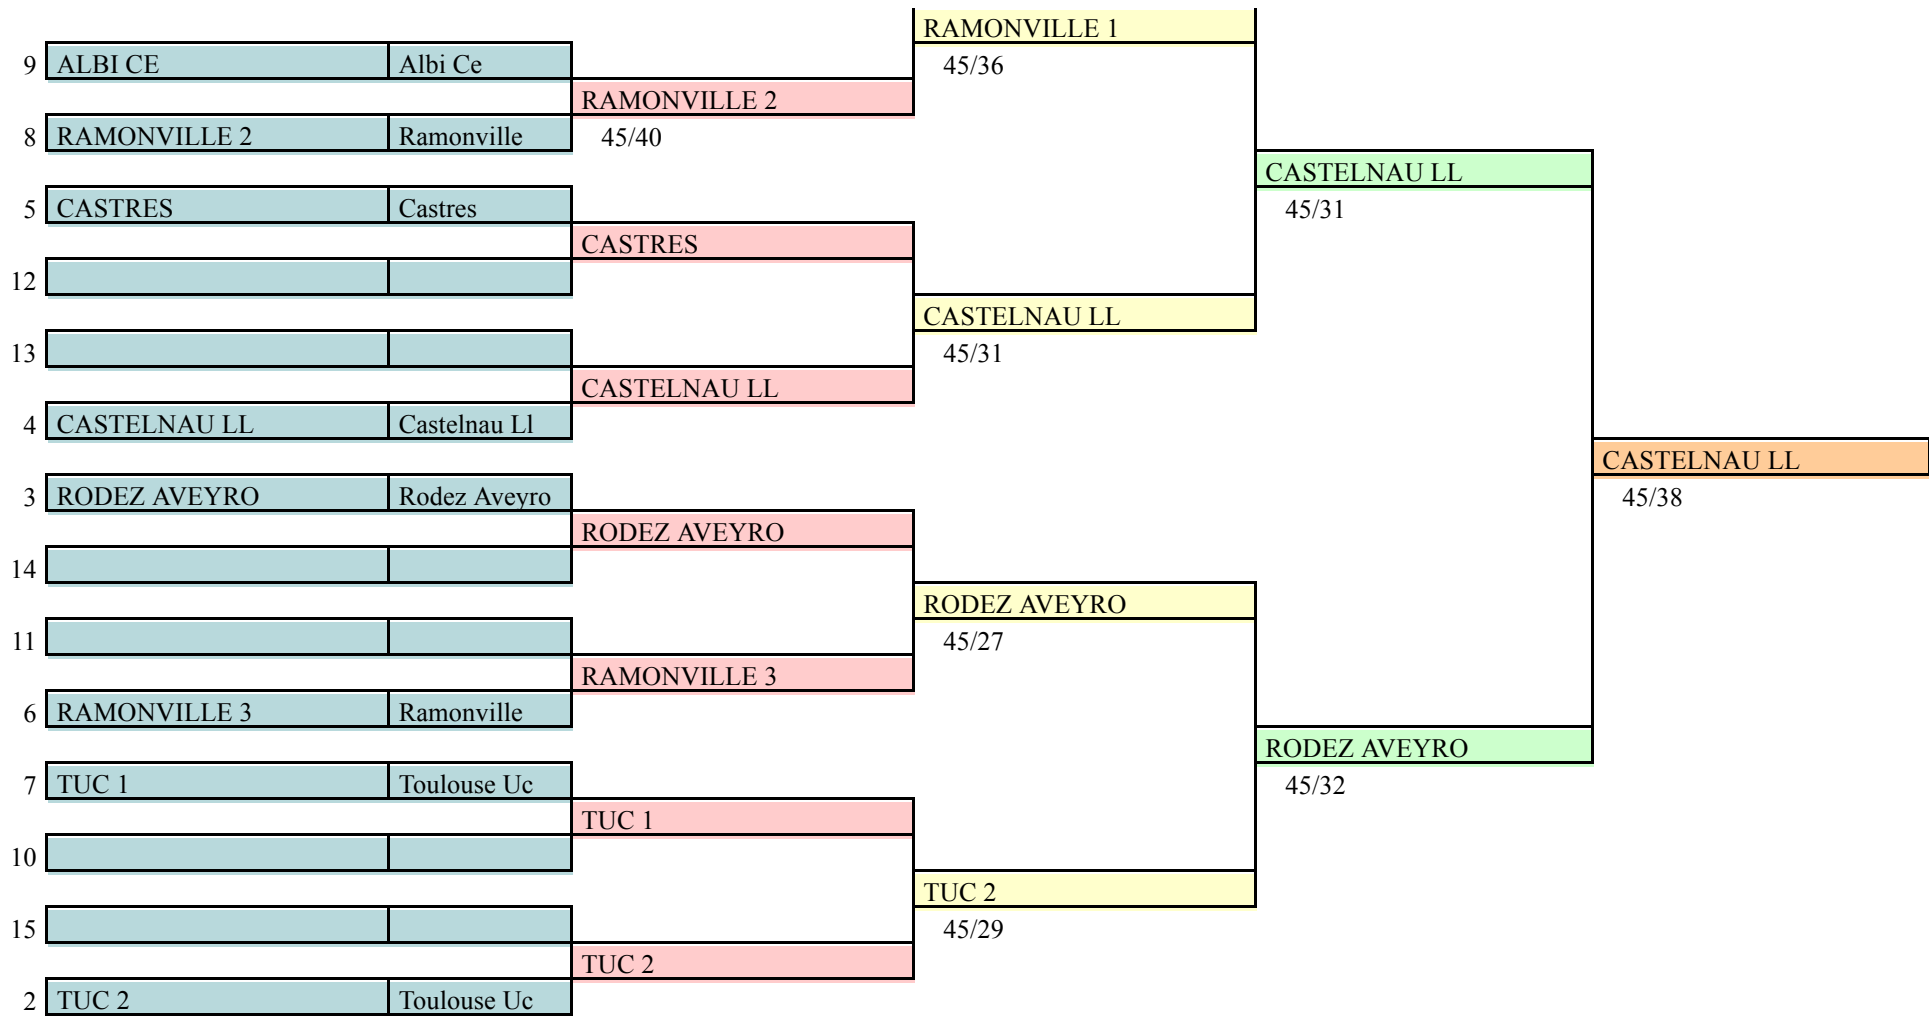 RAMONVILLE 1
9 ALBI CE Albi Ce 45/36
RAMONVILLE 2
8 RAMONVILLE 2 Ramonville 45/40
CASTELNAU LL
5 CASTRES Castres 45/31
CASTRES
12
CASTELNAU LL
13 45/31
CASTELNAU LL
4 CASTELNAU LL Castelnau Ll
CASTELNAU LL
3 RODEZ AVEYRO Rodez Aveyro 45/38
RODEZ AVEYRO
14
RODEZ AVEYRO
11 45/27
RAMONVILLE 3
6 RAMONVILLE 3 Ramonville
RODEZ AVEYRO
7 TUC 1 Toulouse Uc 45/32
TUC 1
10
TUC 2
15 45/29
TUC 2
2 TUC 2 Toulouse Uc